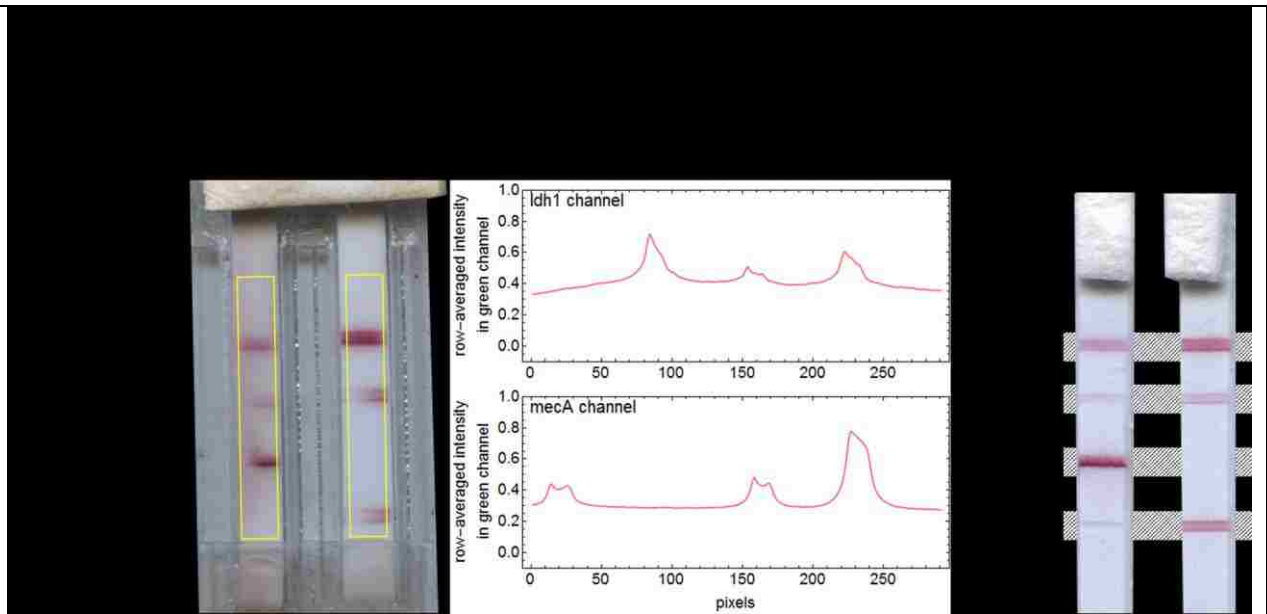 ldh1 channel
row-averaged intensity
in green channel
1.0
0.8
0.6
0.4
0.2
0.0
0 50 100 150 200 250
mecA channel
row-averaged intensity
in green channel
1.0
0.8
0.6
0.4
0.2
0.0
0 50 100 150 200 250
pixels